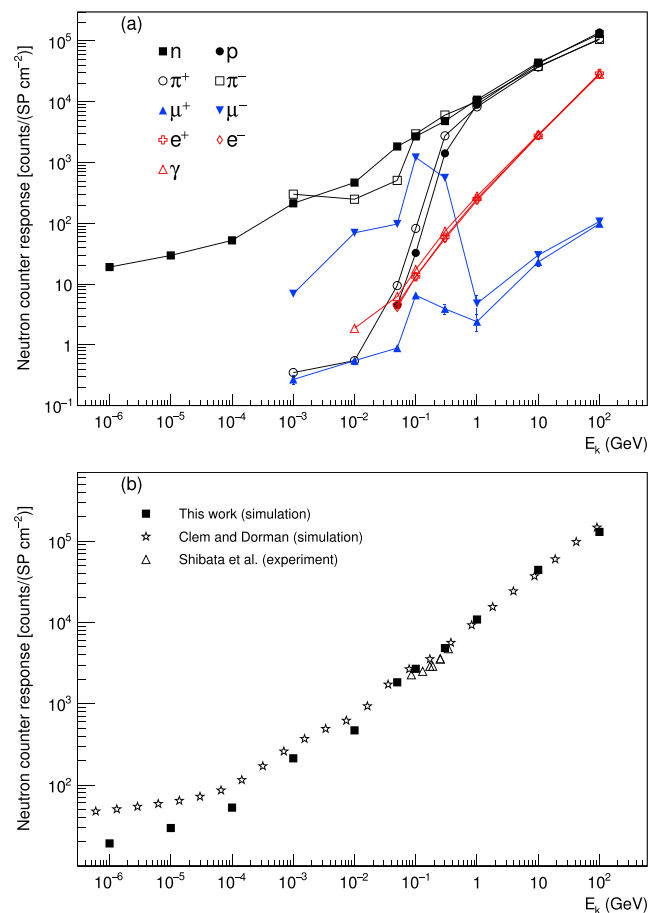 (a)
n p
π⁺ π⁻
μ⁺ μ⁻
e⁺ e⁻
γ
Neutron counter response [counts/(SP cm⁻²)]
10⁵
10⁴
10³
10²
10
1
10⁻¹
10⁻⁶ 10⁻⁵ 10⁻⁴ 10⁻³ 10⁻² 10⁻¹ 1 10 10²
E_k (GeV)
(b)
This work (simulation)
Clem and Dorman (simulation)
Shibata et al. (experiment)
Neutron counter response [counts/(SP cm⁻²)]
10⁵
10⁴
10³
10²
10⁻⁶ 10⁻⁵ 10⁻⁴ 10⁻³ 10⁻² 10⁻¹ 1 10 10²
E_k (GeV)